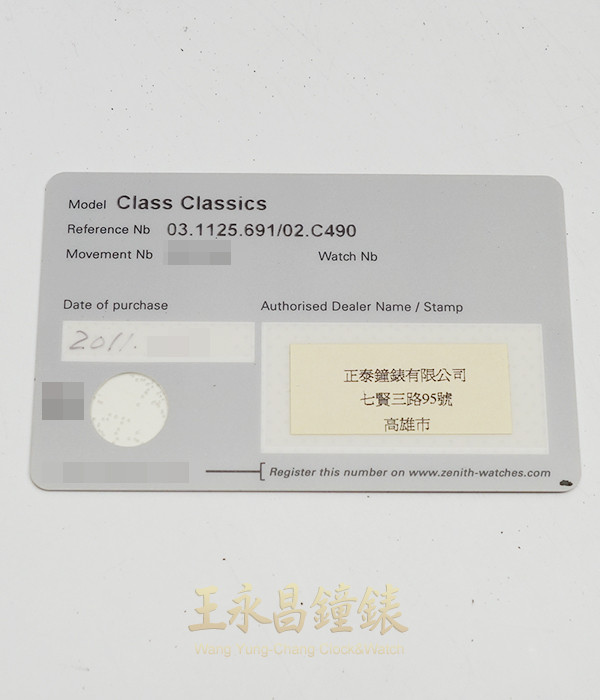 Model Class Classics
Reference Nb 03.1125.691/02.C490
Movement Nb Watch Nb
Date of purchase Authorised Dealer Name / Stamp
2011.
正泰鐘錶有限公司
七賢三路95號
高雄市
Register this number on www.zenith-watches.com
王永昌鐘錶
Wang Yung-Chang Clock&Watch